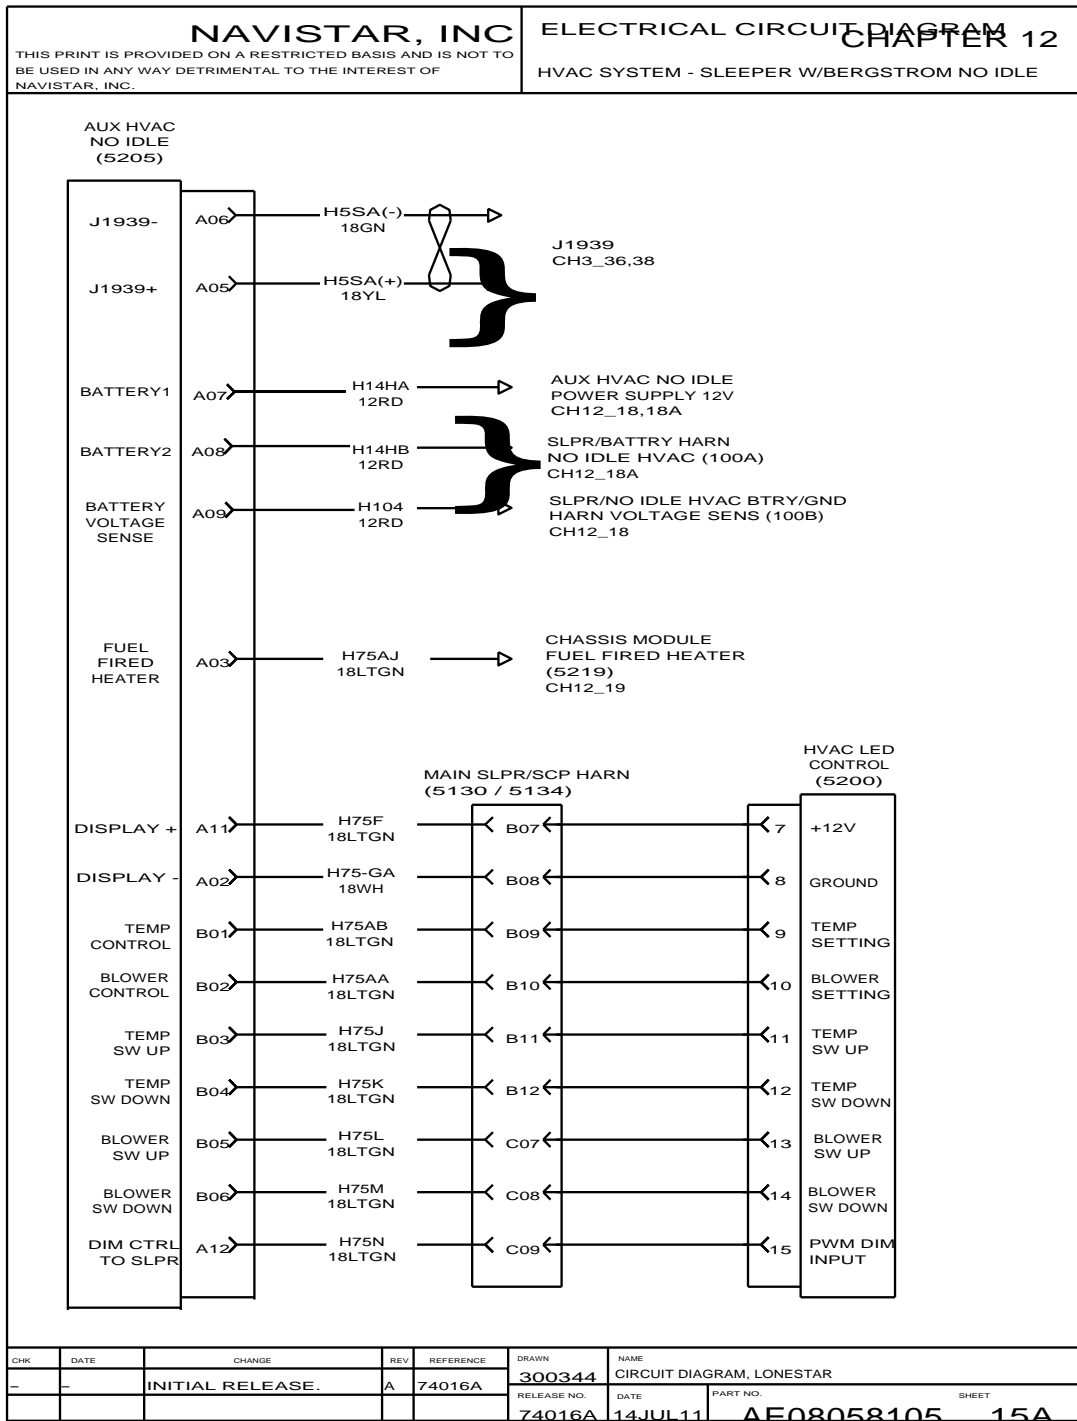 NAVISTAR, INC
THIS PRINT IS PROVIDED ON A RESTRICTED BASIS AND IS NOT TO
BE USED IN ANY WAY DETRIMENTAL TO THE INTEREST OF
NAVISTAR, INC.
ELECTRICAL CIRCUIT DIAGRAM
CHAPTER 12
HVAC SYSTEM - SLEEPER W/BERGSTROM NO IDLE
AUX HVAC
NO IDLE
(5205)
J1939- A06 H5SA(-)
18GN
J1939
CH3_36,38
J1939+ A05 H5SA(+)
18YL
BATTERY1 A07 H14HA
12RD
AUX HVAC NO IDLE
POWER SUPPLY 12V
CH12_18,18A
BATTERY2 A08 H14HB
12RD
SLPR/BATTRY HARN
NO IDLE HVAC (100A)
CH12_18A
BATTERY
VOLTAGE
SENSE
A09 H104
12RD
SLPR/NO IDLE HVAC BTRY/GND
HARN VOLTAGE SENS (100B)
CH12_18
FUEL
FIRED
HEATER
A03 H75AJ
18LTGN
CHASSIS MODULE
FUEL FIRED HEATER
(5219)
CH12_19
MAIN SLPR/SCP HARN
(5130 / 5134)
HVAC LED
CONTROL
(5200)
DISPLAY + A11 H75F B07 7 +12V
18LTGN
DISPLAY - A02 H75-GA B08 8 GROUND
18WH
TEMP
CONTROL
B01 H75AB
18LTGN
B09 9 TEMP
SETTING
BLOWER
CONTROL
B02 H75AA
18LTGN
B10 10 BLOWER
SETTING
TEMP
SW UP
B03 H75J
18LTGN
B11 11 TEMP
SW UP
TEMP
SW DOWN
B04 H75K
18LTGN
B12 12 TEMP
SW DOWN
BLOWER
SW UP
B05 H75L
18LTGN
C07 13 BLOWER
SW UP
BLOWER
SW DOWN
B06 H75M
18LTGN
C08 14 BLOWER
SW DOWN
DIM CTRL
TO SLPR
A12 H75N
18LTGN
C09 15 PWM DIM
INPUT
CHK DATE CHANGE REV REFERENCE DRAWN NAME
– – INITIAL RELEASE. A 74016A 300344 CIRCUIT DIAGRAM, LONESTAR
RELEASE NO. DATE PART NO. SHEET
74016A 14JUL11 AE08058105 15A